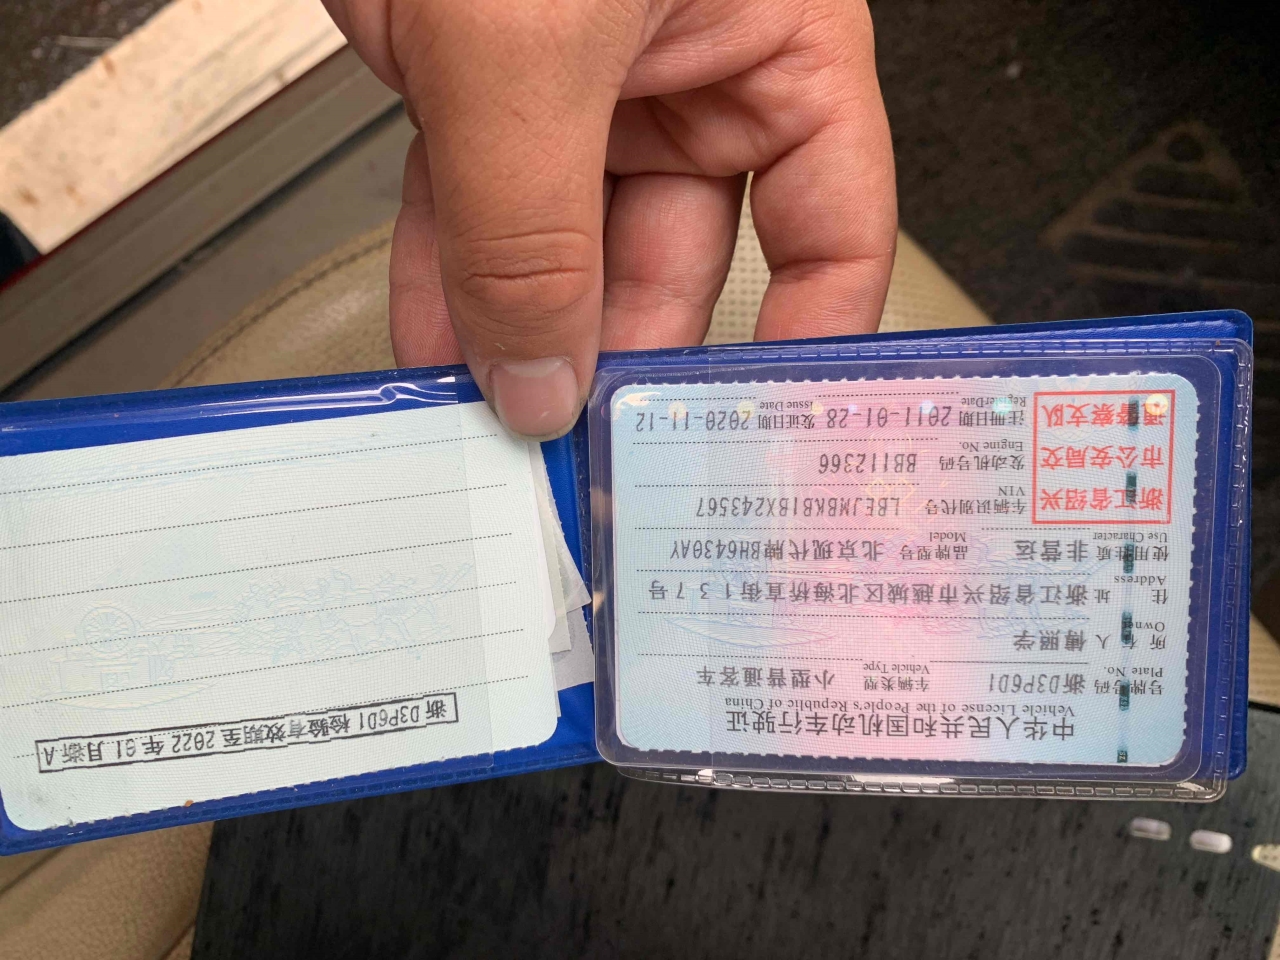 中华人民共和国机动车行驶证
Vehicle License of the People's Republic of China
号牌号码 浙D3P6D1 车辆类型 小型普通客车
Plate No. Vehicle Type
所有人 傅照学
Owner
住址 浙江省绍兴市越城区北海桥直街131 37号
Address
使用性质 非营运 品牌型号 北京现代牌BH6430AY
Use Character Model
车辆识别代号 LBEJMBKB1BX243567
VIN
发动机号码 BB112366
Engine No.
注册日期 2011-01-28 发证日期 2020-11-12
Register Date Issue Date
浙江省绍兴
市公安局交
通警察支队
浙D3P6D1 检验有效期至2022年01月浙A